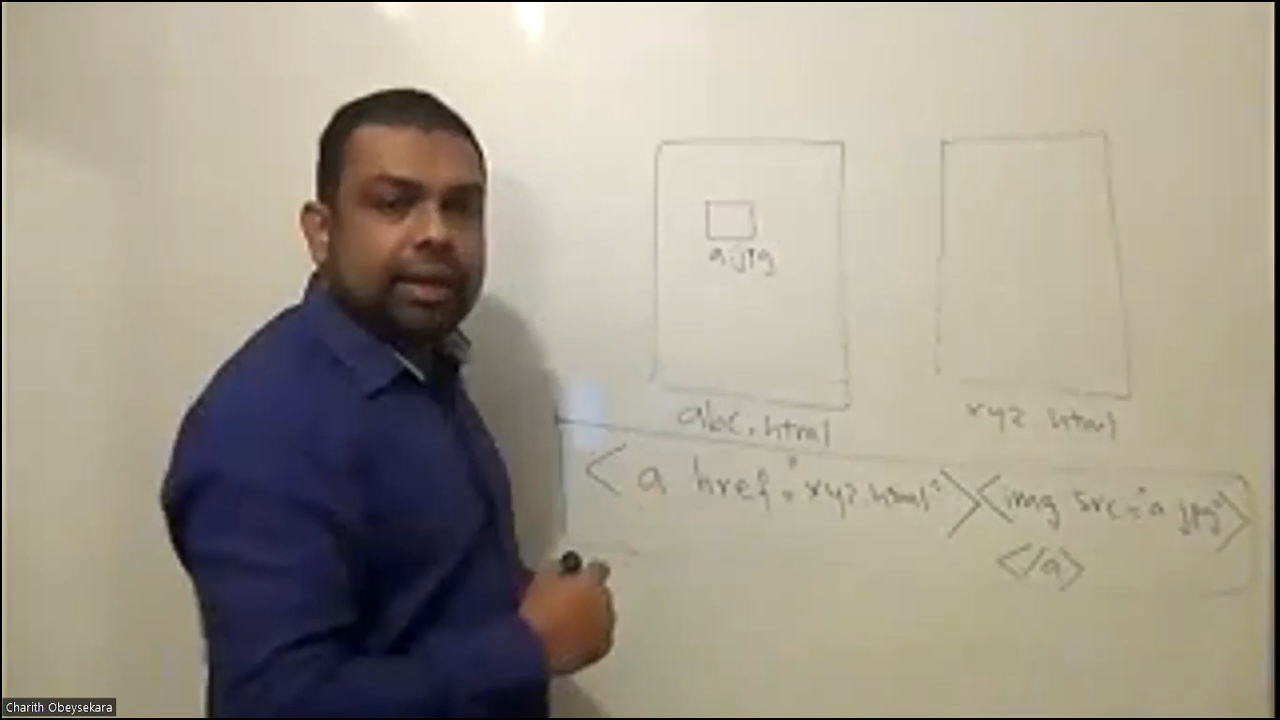 a.jpg
abc.html
xyz.html
<a href="xyz.html"><img src="a.jpg">
</a>
Charith Obeysekara